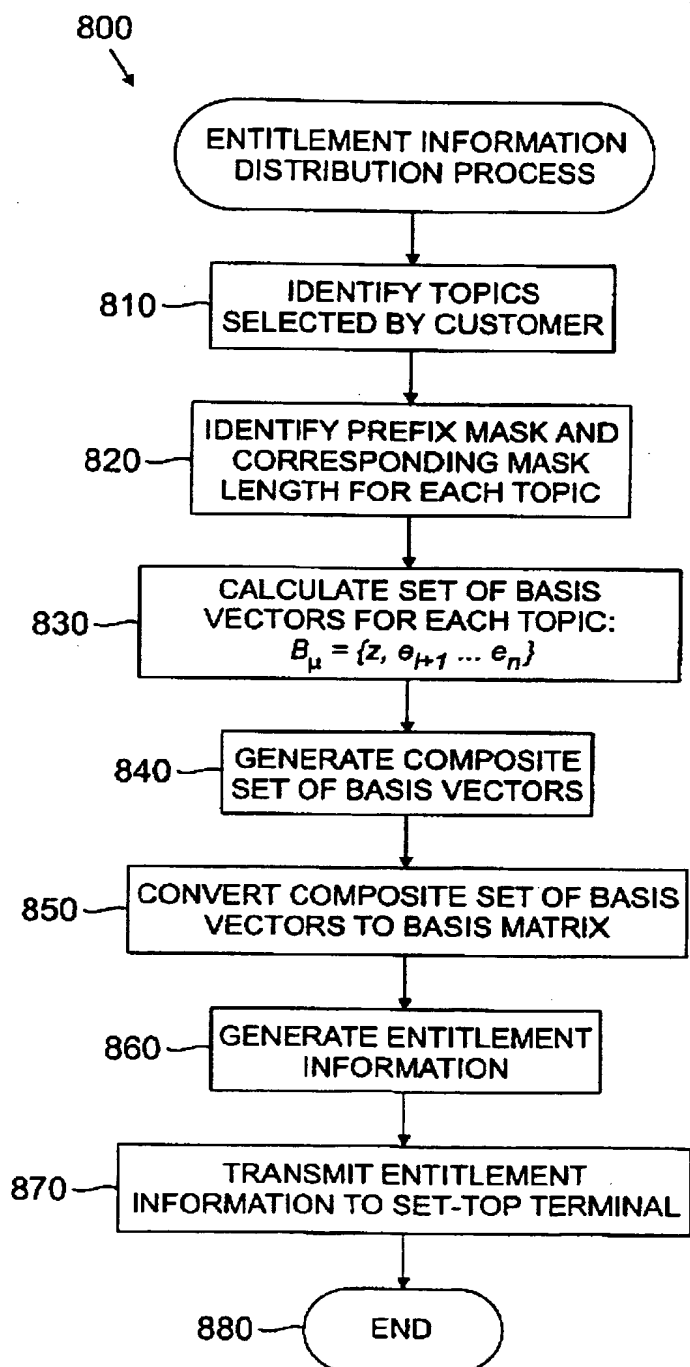 800
ENTITLEMENT INFORMATION
DISTRIBUTION PROCESS
810
IDENTIFY TOPICS
SELECTED BY CUSTOMER
820
IDENTIFY PREFIX MASK AND
CORRESPONDING MASK
LENGTH FOR EACH TOPIC
830
CALCULATE SET OF BASIS
VECTORS FOR EACH TOPIC:
Bμ = {z, e_{l+1} ... e_n}
840
GENERATE COMPOSITE
SET OF BASIS VECTORS
850
CONVERT COMPOSITE SET OF BASIS
VECTORS TO BASIS MATRIX
860
GENERATE ENTITLEMENT
INFORMATION
870
TRANSMIT ENTITLEMENT
INFORMATION TO SET-TOP TERMINAL
880
END